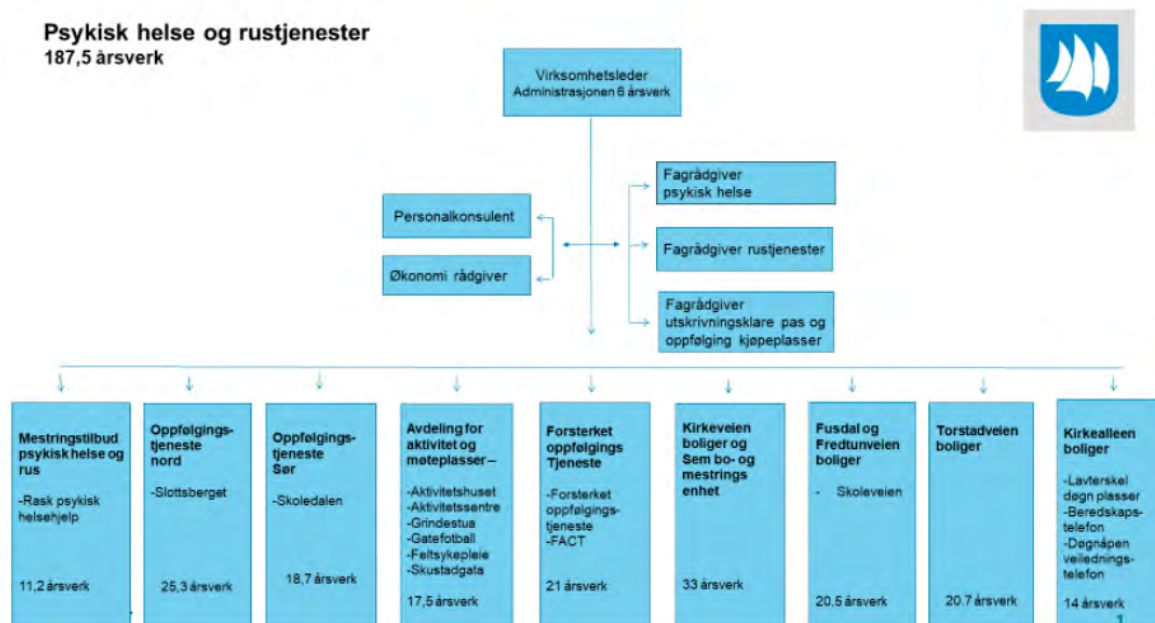 Psykisk helse og rustjenester
187,5 årsverk
Virksomhetsleder
Administrasjonen 6 årsverk
Personalkonsulent
Økonomi rådgiver
Fagrådgiver
psykisk helse
Fagrådgiver rustjenester
Fagrådgiver
utskrivningsklare pas og
oppfølging kjøpeplasser
Mestringstilbud
psykisk helse og
rus
-Rask psykisk
helsehjelp
11,2 årsverk
Oppfølgings-
tjeneste
nord
-Slottsberget
25,3 årsverk
Oppfølgings-
tjeneste
Sør
-Skoledalen
18,7 årsverk
Avdeling for
aktivitet og
møteplasser –
-Aktivitetshuset
-Aktivitetssentre
-Grindestua
-Gatefotball
-Feltsykepleie
-Skustadgata
17,5 årsverk
Forsterket
oppfølgings
Tjeneste
-Forsterket
oppfølgings-
tjeneste
-FACT
21 årsverk
Kirkeveien
boliger og
Sem bo- og
mestrings
enhet
33 årsverk
Fusdal og
Fredtunveien
boliger
- Skoleveien
20,5 årsverk
Torstadveien
boliger
20.7 årsverk
Kirkealleen
boliger
-Lavterskel
døgn plasser
-Beredskaps-
telefon
-Døgnåpen
veilednings-
telefon
14 årsverk
1